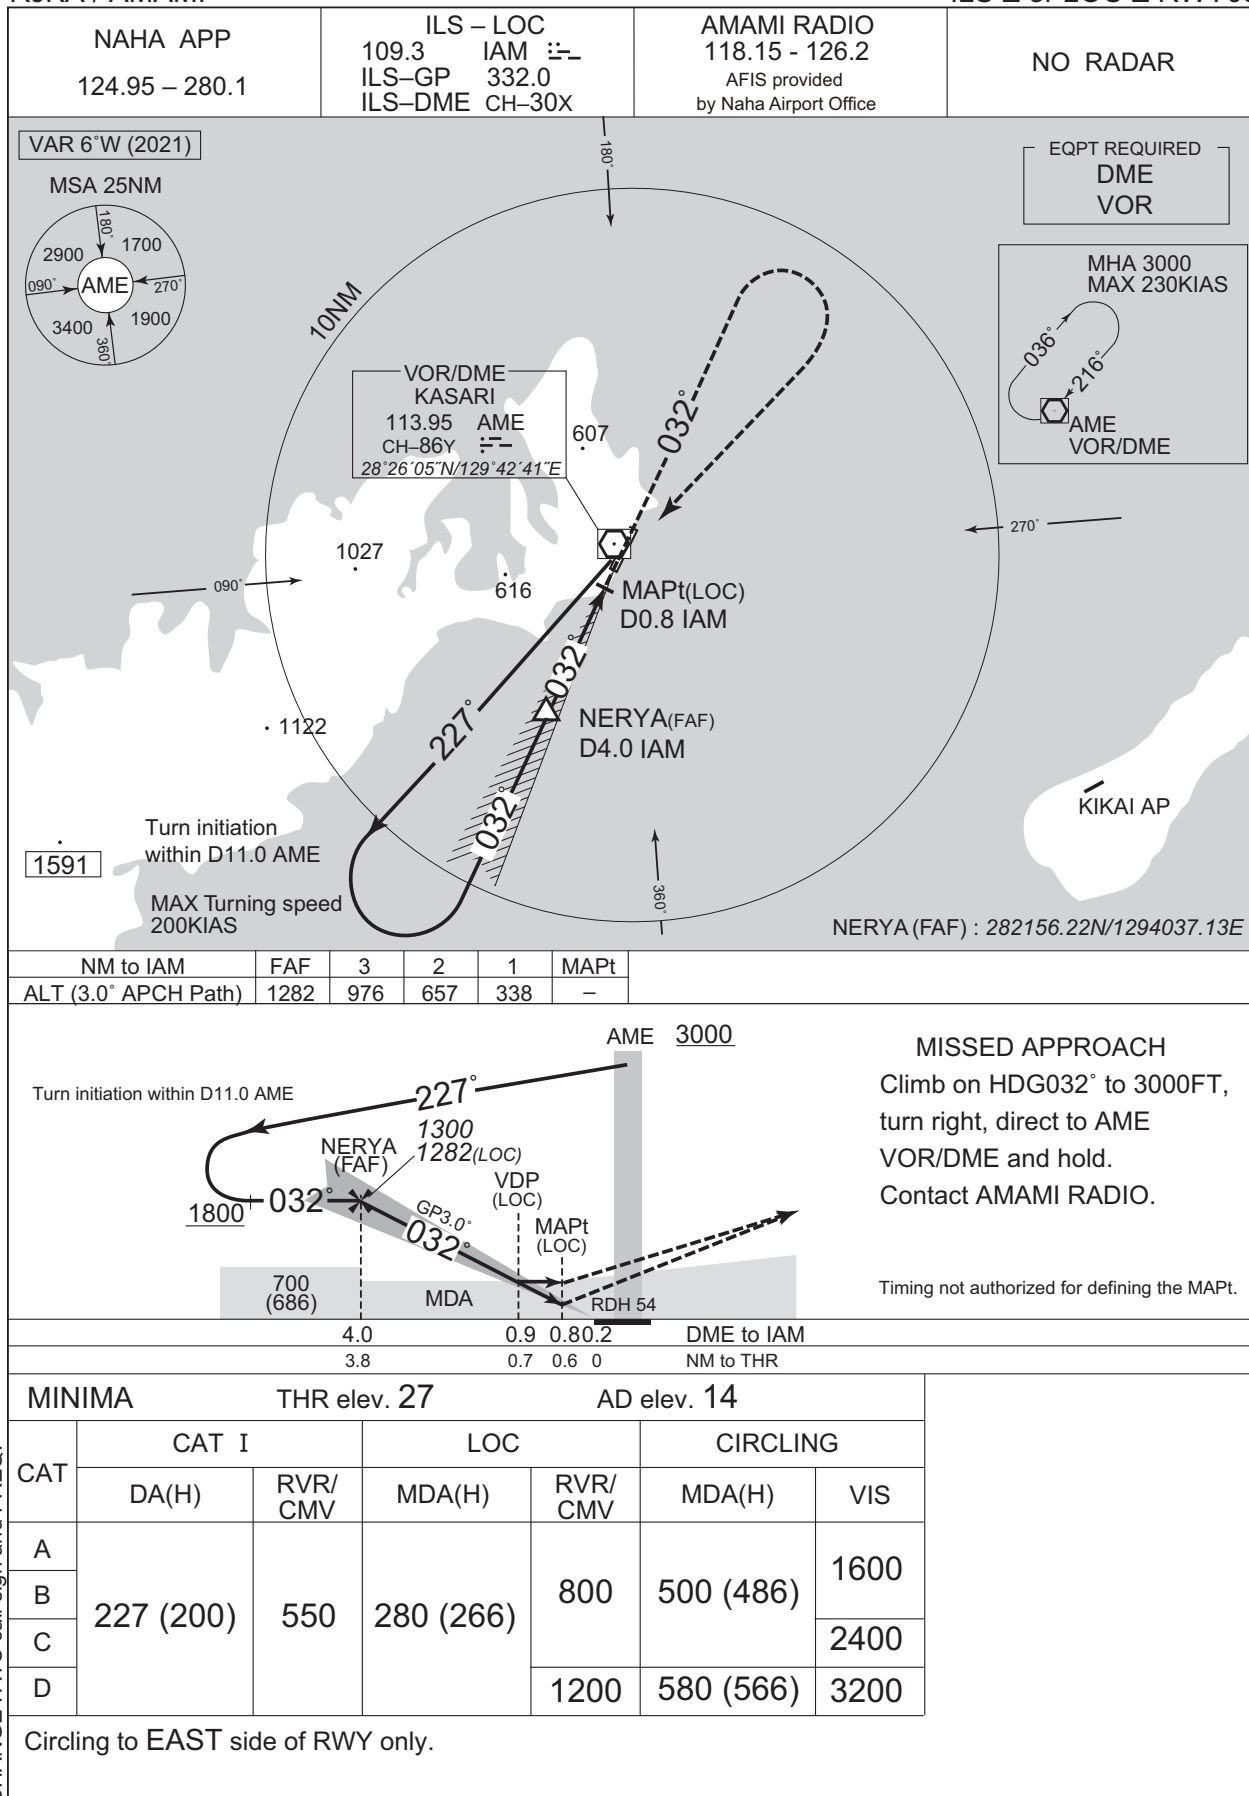 NAHA APP
124.95 – 280.1
ILS – LOC
109.3 IAM
ILS–GP 332.0
ILS–DME CH–30X
AMAMI RADIO
118.15 - 126.2
AFIS provided
by Naha Airport Office
NO RADAR
VAR 6°W (2021)
MSA 25NM
180°
2900 1700
090° AME 270°
3400 1900
360°
180°
EQPT REQUIRED
DME
VOR
MHA 3000
MAX 230KIAS
036°
216°
AME
VOR/DME
10NM
VOR/DME
KASARI
113.95 AME
CH–86Y
28°26´05˝N/129°42´41˝E
607
032°
1027
616
090°
270°
MAPt(LOC)
D0.8 IAM
032°
NERYA(FAF)
D4.0 IAM
1122
227°
032°
KIKAI AP
Turn initiation
within D11.0 AME
1591
MAX Turning speed
200KIAS
360°
NERYA (FAF) : 282156.22N/1294037.13E
NM to IAM FAF 3 2 1 MAPt
ALT (3.0° APCH Path) 1282 976 657 338 –
AME 3000
Turn initiation within D11.0 AME
227°
1300
1282(LOC)
NERYA
(FAF)
VDP
(LOC)
1800 032°
GP3.0°
032°
MAPt
(LOC)
700
(686)
MDA
RDH 54
4.0 0.9 0.8 0.2 DME to IAM
3.8 0.7 0.6 0 NM to THR
MISSED APPROACH
Climb on HDG032° to 3000FT,
turn right, direct to AME
VOR/DME and hold.
Contact AMAMI RADIO.
Timing not authorized for defining the MAPt.
MINIMA THR elev. 27 AD elev. 14
CAT CAT I LOC CIRCLING
DA(H) RVR/CMV MDA(H) RVR/CMV MDA(H) VIS
A
B
C
D
227 (200) 550 280 (266) 800 500 (486) 1600
2400
1200 580 (566) 3200
Circling to EAST side of RWY only.